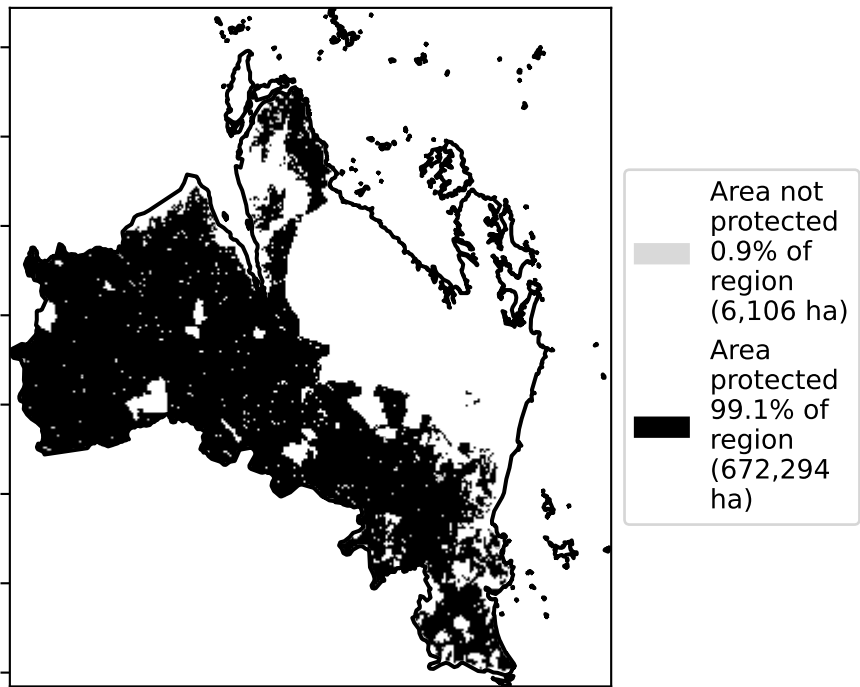 Area not
protected
0.9% of
region
(6,106 ha)
Area
protected
99.1% of
region
(672,294
ha)